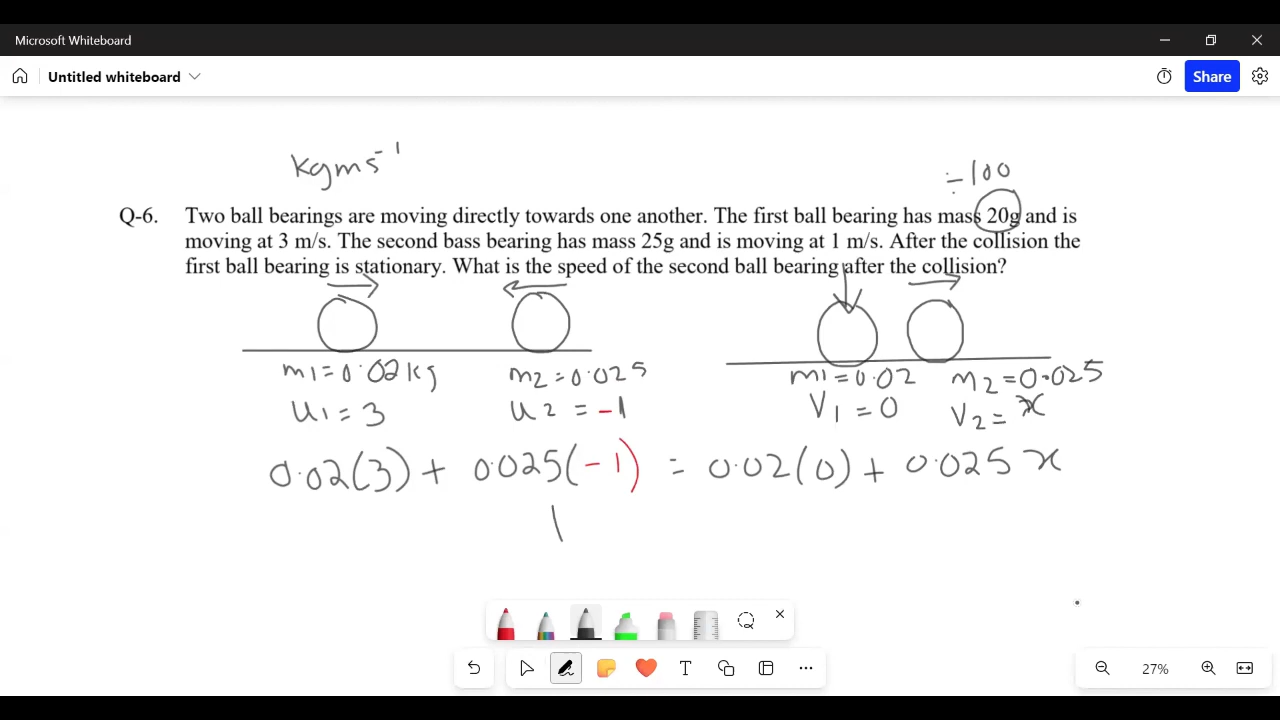 Microsoft Whiteboard
Untitled whiteboard
Share
kgms⁻¹
÷100
Q-6. Two ball bearings are moving directly towards one another. The first ball bearing has mass 20g and is
moving at 3 m/s. The second bass bearing has mass 25g and is moving at 1 m/s. After the collision the
first ball bearing is stationary. What is the speed of the second ball bearing after the collision?
m1=0.02kg m2=0.025 m1=0.02 m2=0.025
u1=3 u2=-1 V1=0 V2=x
0.02(3)+0.025(-1)=0.02(0)+0.025x
27%